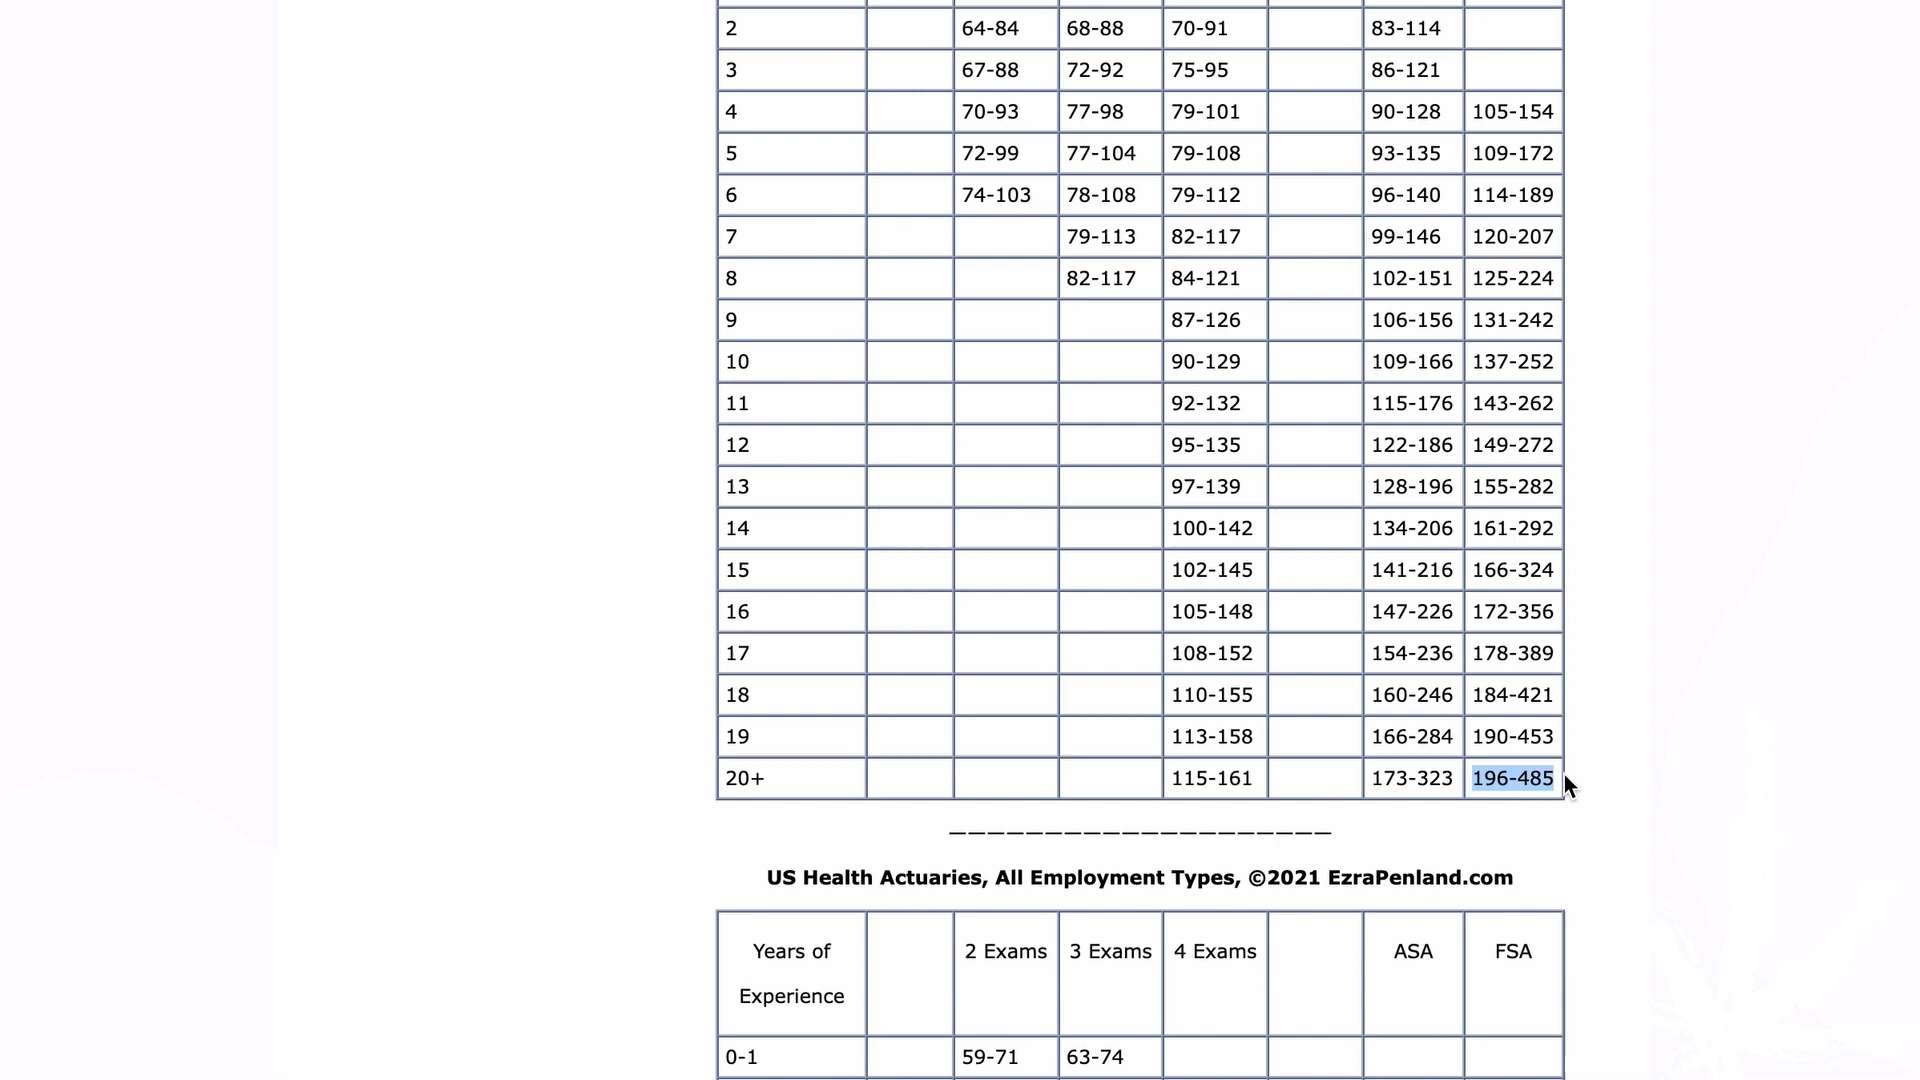 2 64-84 68-88 70-91 83-114
3 67-88 72-92 75-95 86-121
4 70-93 77-98 79-101 90-128 105-154
5 72-99 77-104 79-108 93-135 109-172
6 74-103 78-108 79-112 96-140 114-189
7 79-113 82-117 99-146 120-207
8 82-117 84-121 102-151 125-224
9 87-126 106-156 131-242
10 90-129 109-166 137-252
11 92-132 115-176 143-262
12 95-135 122-186 149-272
13 97-139 128-196 155-282
14 100-142 134-206 161-292
15 102-145 141-216 166-324
16 105-148 147-226 172-356
17 108-152 154-236 178-389
18 110-155 160-246 184-421
19 113-158 166-284 190-453
20+ 115-161 173-323 196-485
————————————————————
US Health Actuaries, All Employment Types, ©2021 EzraPenland.com
Years of 2 Exams 3 Exams 4 Exams ASA FSA
Experience
0-1 59-71 63-74